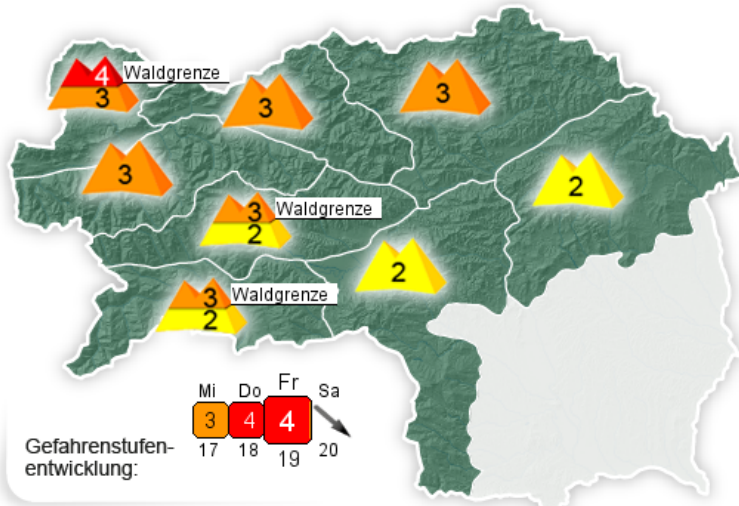 4 Waldgrenze
3
3
3
3
2
3 Waldgrenze
2
2
3 Waldgrenze
2
Mi Do Fr Sa
3 4 4
17 18 19 20
Gefahrenstufen-
entwicklung: